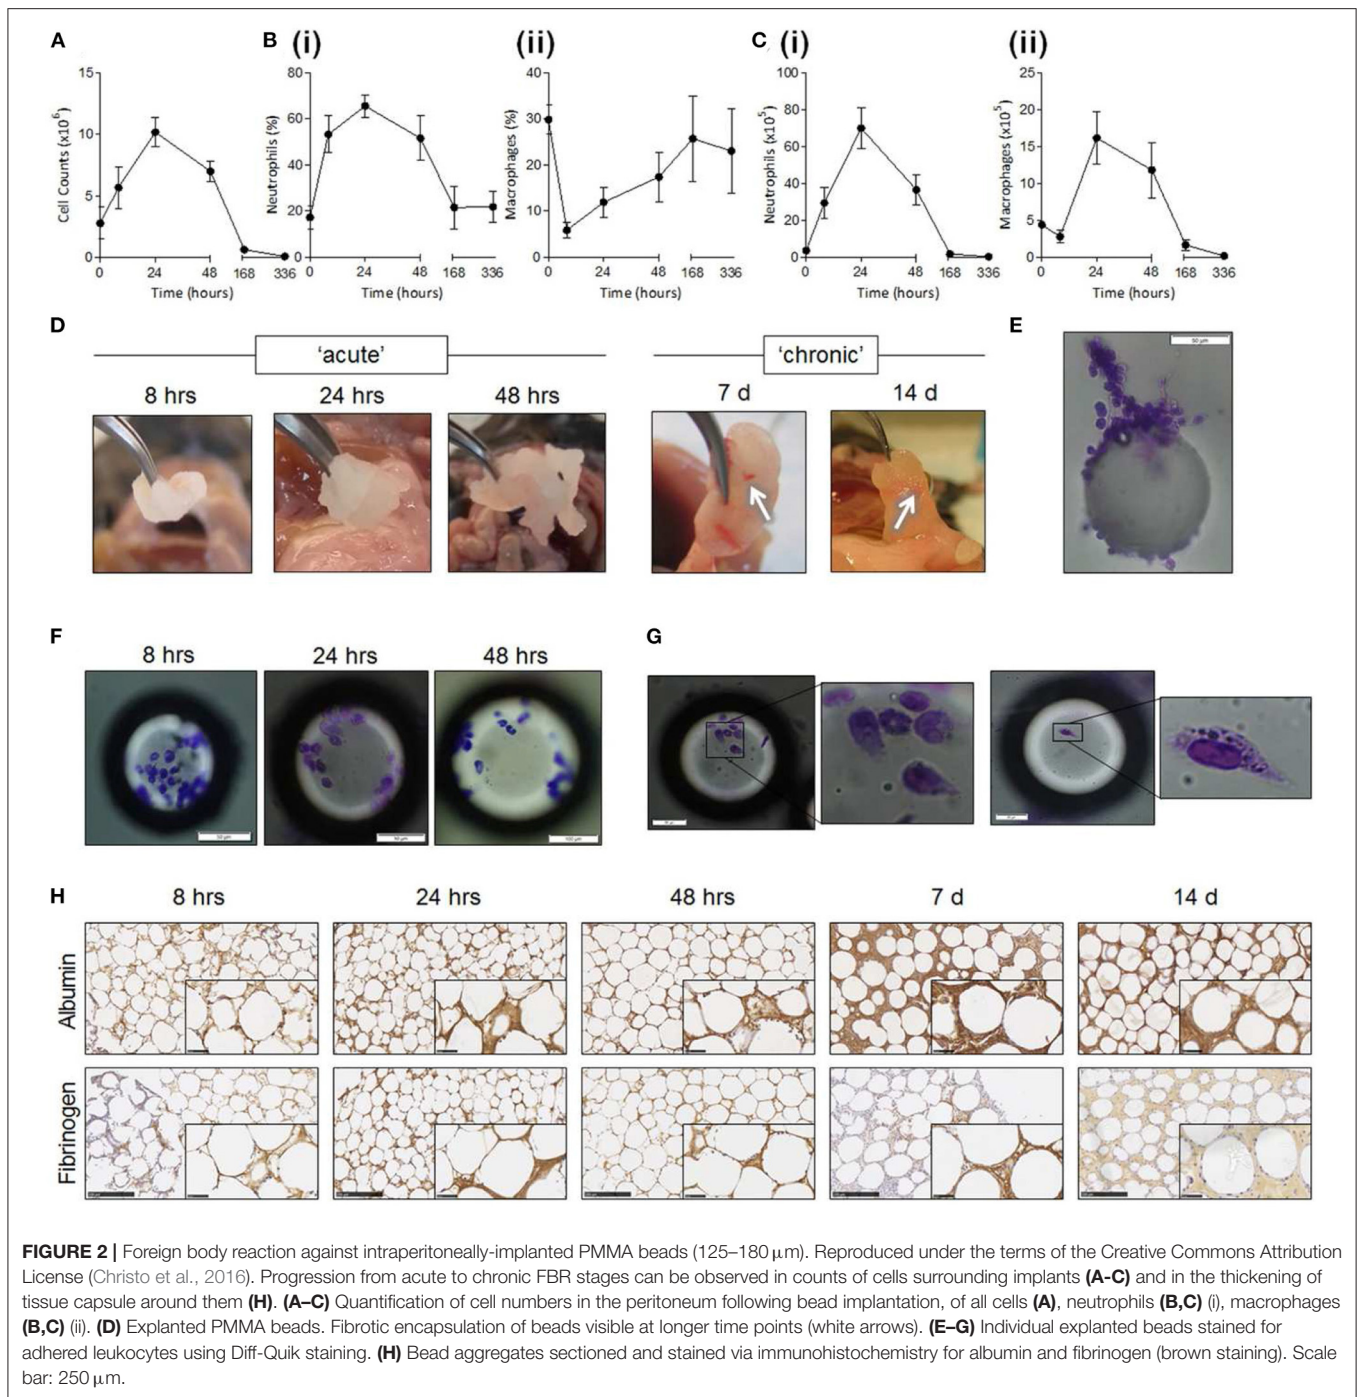 A
B (i)
(ii)
C (i)
(ii)
15
10
5
0
Cell Counts (x10⁶)
0 24 48 168 336
Time (hours)
80
60
40
20
0
Neutrophils (%)
0 24 48 168 336
Time (hours)
40
30
20
10
0
Macrophages (%)
0 24 48 168 336
Time (hours)
100
80
60
40
20
0
Neutrophils (x10⁵)
0 24 48 168 336
Time (hours)
25
20
15
10
5
0
Macrophages (x10⁵)
0 24 48 168 336
Time (hours)
D
'acute'
'chronic'
8 hrs 24 hrs 48 hrs 7 d 14 d
E
50 µm
F
8 hrs 24 hrs 48 hrs
50 µm
100 µm
G
H
8 hrs 24 hrs 48 hrs 7 d 14 d
Albumin
Fibrinogen
FIGURE 2 | Foreign body reaction against intraperitoneally-implanted PMMA beads (125–180 µm). Reproduced under the terms of the Creative Commons Attribution
License (Christo et al., 2016). Progression from acute to chronic FBR stages can be observed in counts of cells surrounding implants (A-C) and in the thickening of
tissue capsule around them (H). (A–C) Quantification of cell numbers in the peritoneum following bead implantation, of all cells (A), neutrophils (B,C) (i), macrophages
(B,C) (ii). (D) Explanted PMMA beads. Fibrotic encapsulation of beads visible at longer time points (white arrows). (E–G) Individual explanted beads stained for
adhered leukocytes using Diff-Quik staining. (H) Bead aggregates sectioned and stained via immunohistochemistry for albumin and fibrinogen (brown staining). Scale
bar: 250 µm.